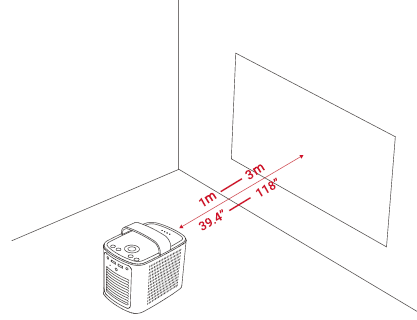 1m — 3m
39.4" — 118"